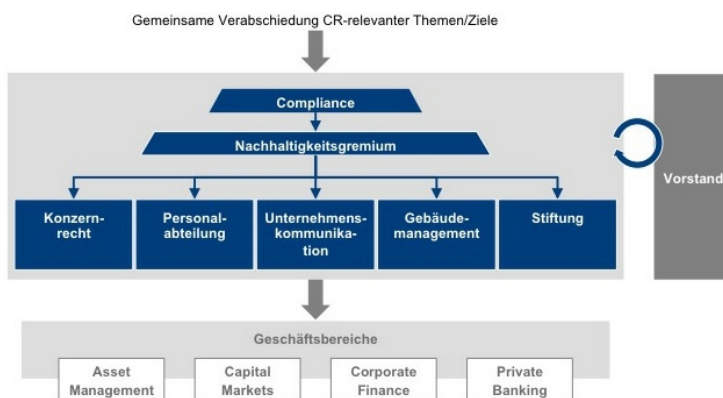 Gemeinsame Verabschiedung CR-relevanter Themen/Ziele
Compliance
Nachhaltigkeitsgremium
Konzern-
recht
Personal-
abteilung
Unternehmens-
kommunika-
tion
Gebäude-
management
Stiftung
Vorstand
Geschäftsbereiche
Asset
Management
Capital
Markets
Corporate
Finance
Private
Banking